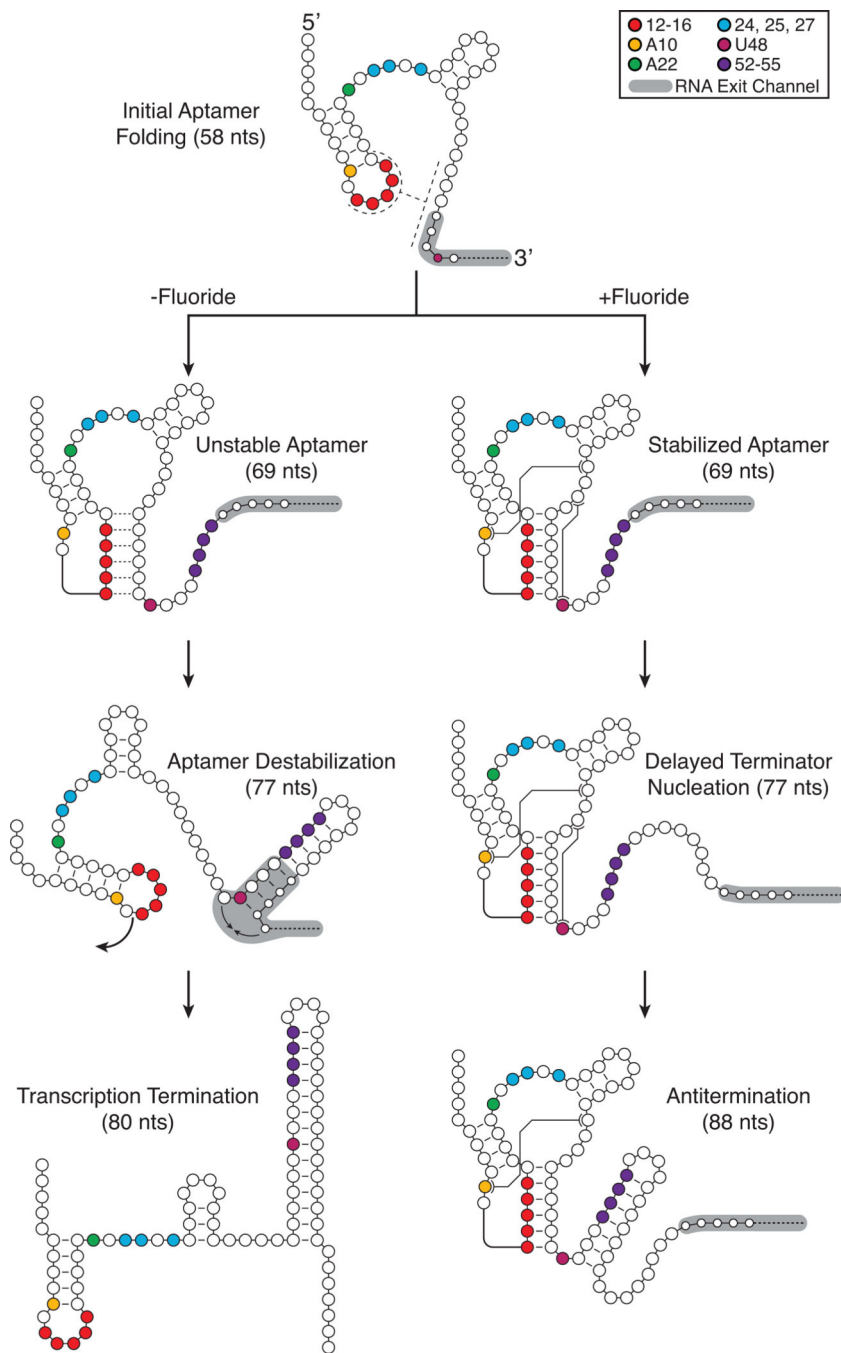 5’
12-16
24, 25, 27
A10
U48
A22
52-55
RNA Exit Channel
Initial Aptamer
Folding (58 nts)
3’
-Fluoride
+Fluoride
Unstable Aptamer
(69 nts)
Stabilized Aptamer
(69 nts)
Aptamer Destabilization
(77 nts)
Delayed Terminator
Nucleation (77 nts)
Transcription Termination
(80 nts)
Antitermination
(88 nts)